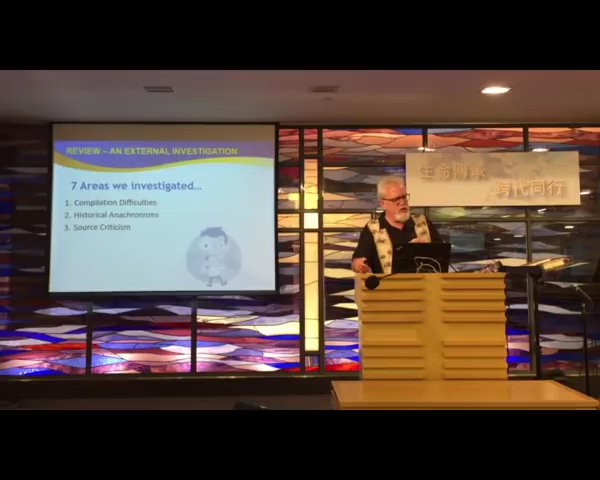 REVIEW – AN EXTERNAL INVESTIGATION
7 Areas we investigated…
1. Compilation Difficulties
2. Historical Anachronisms
3. Source Criticism
生命傳承
跨代同行